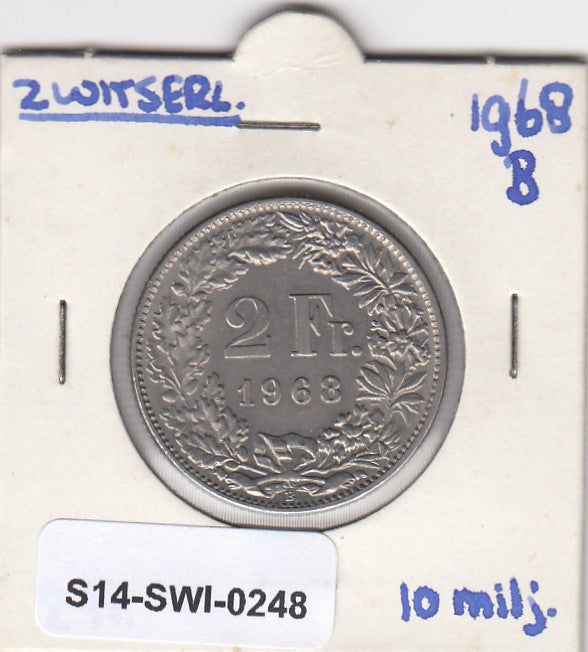 ZWITSERL.
1968
B
2 Fr.
1968
B
S14-SWI-0248
10 milj.